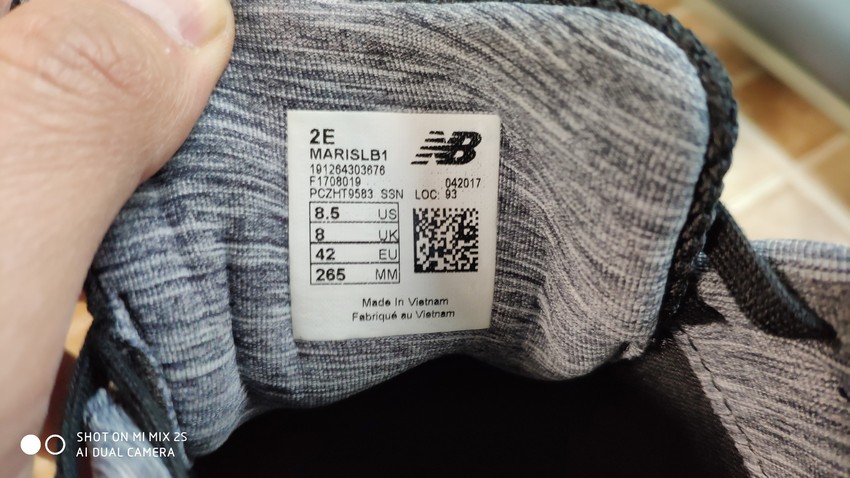 2E
NB
MARISLB1
191264303676
F1708019 042017
PCZHT9583 SSN LOC: 93
8.5 US
8 UK
42 EU
265 MM
Made In Vietnam
Fabriqué au Vietnam
SHOT ON MI MIX 2S
AI DUAL CAMERA